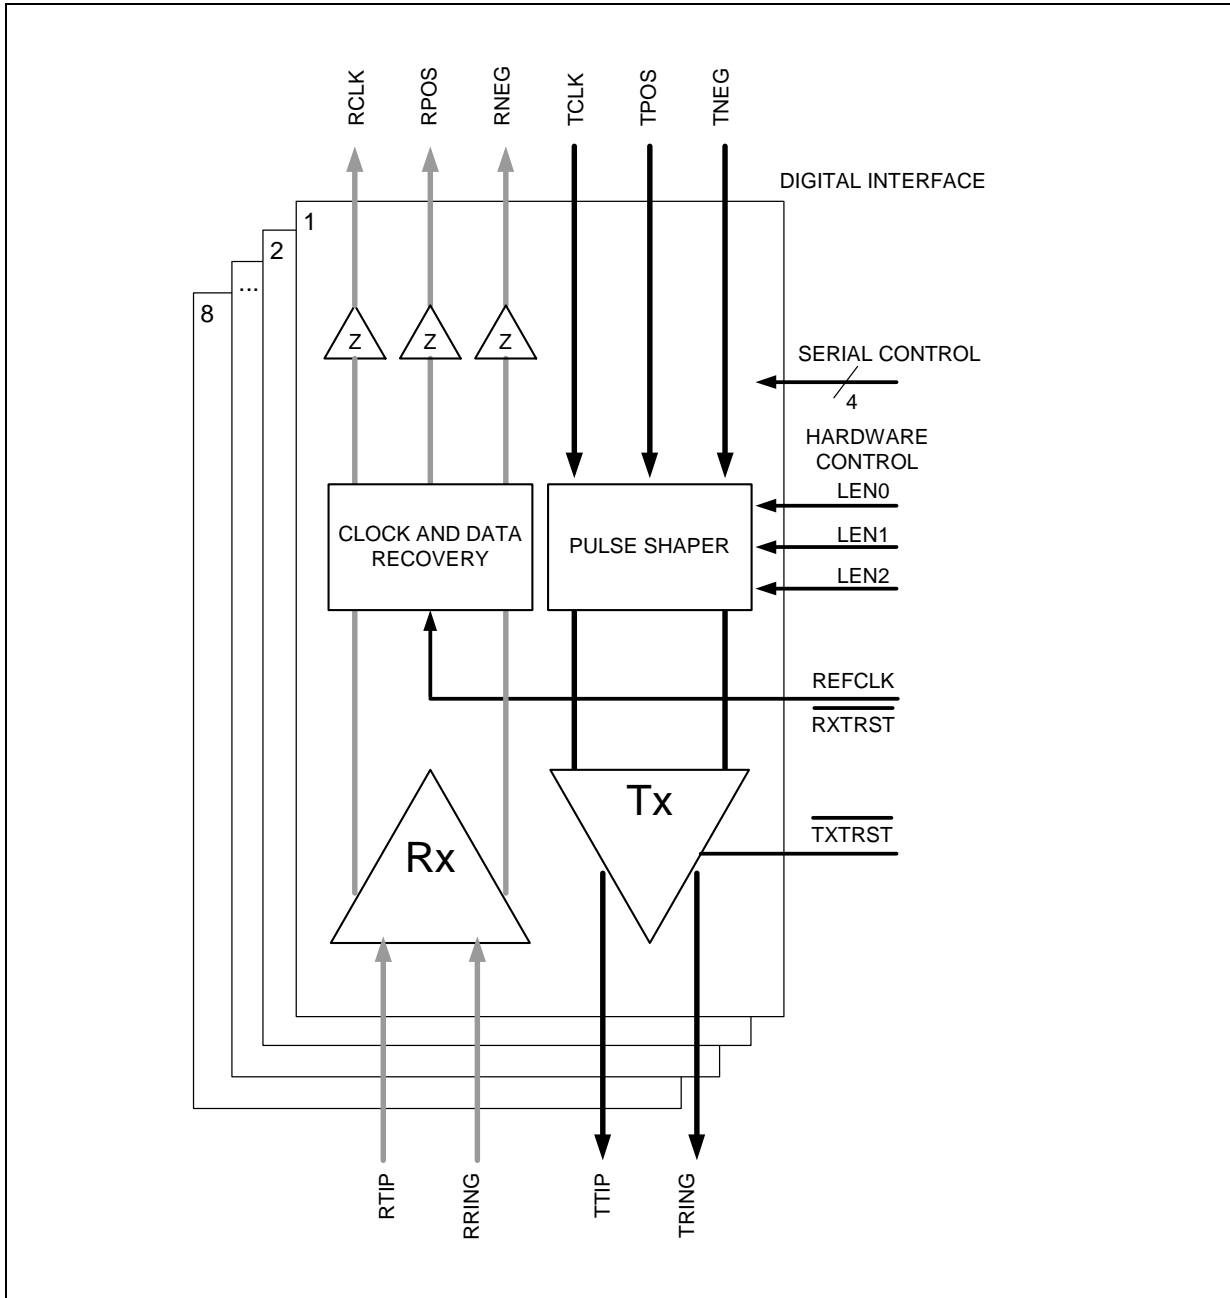 RCLK
RPOS
RNEG
TCLK
TPOS
TNEG
DIGITAL INTERFACE
1
2
...
8
Z
Z
Z
SERIAL CONTROL
4
HARDWARE
CONTROL
LEN0
LEN1
LEN2
CLOCK AND DATA
RECOVERY
PULSE SHAPER
REFCLK
RXTRST
Tx
TXTRST
Rx
RTIP
RRING
TTIP
TRING